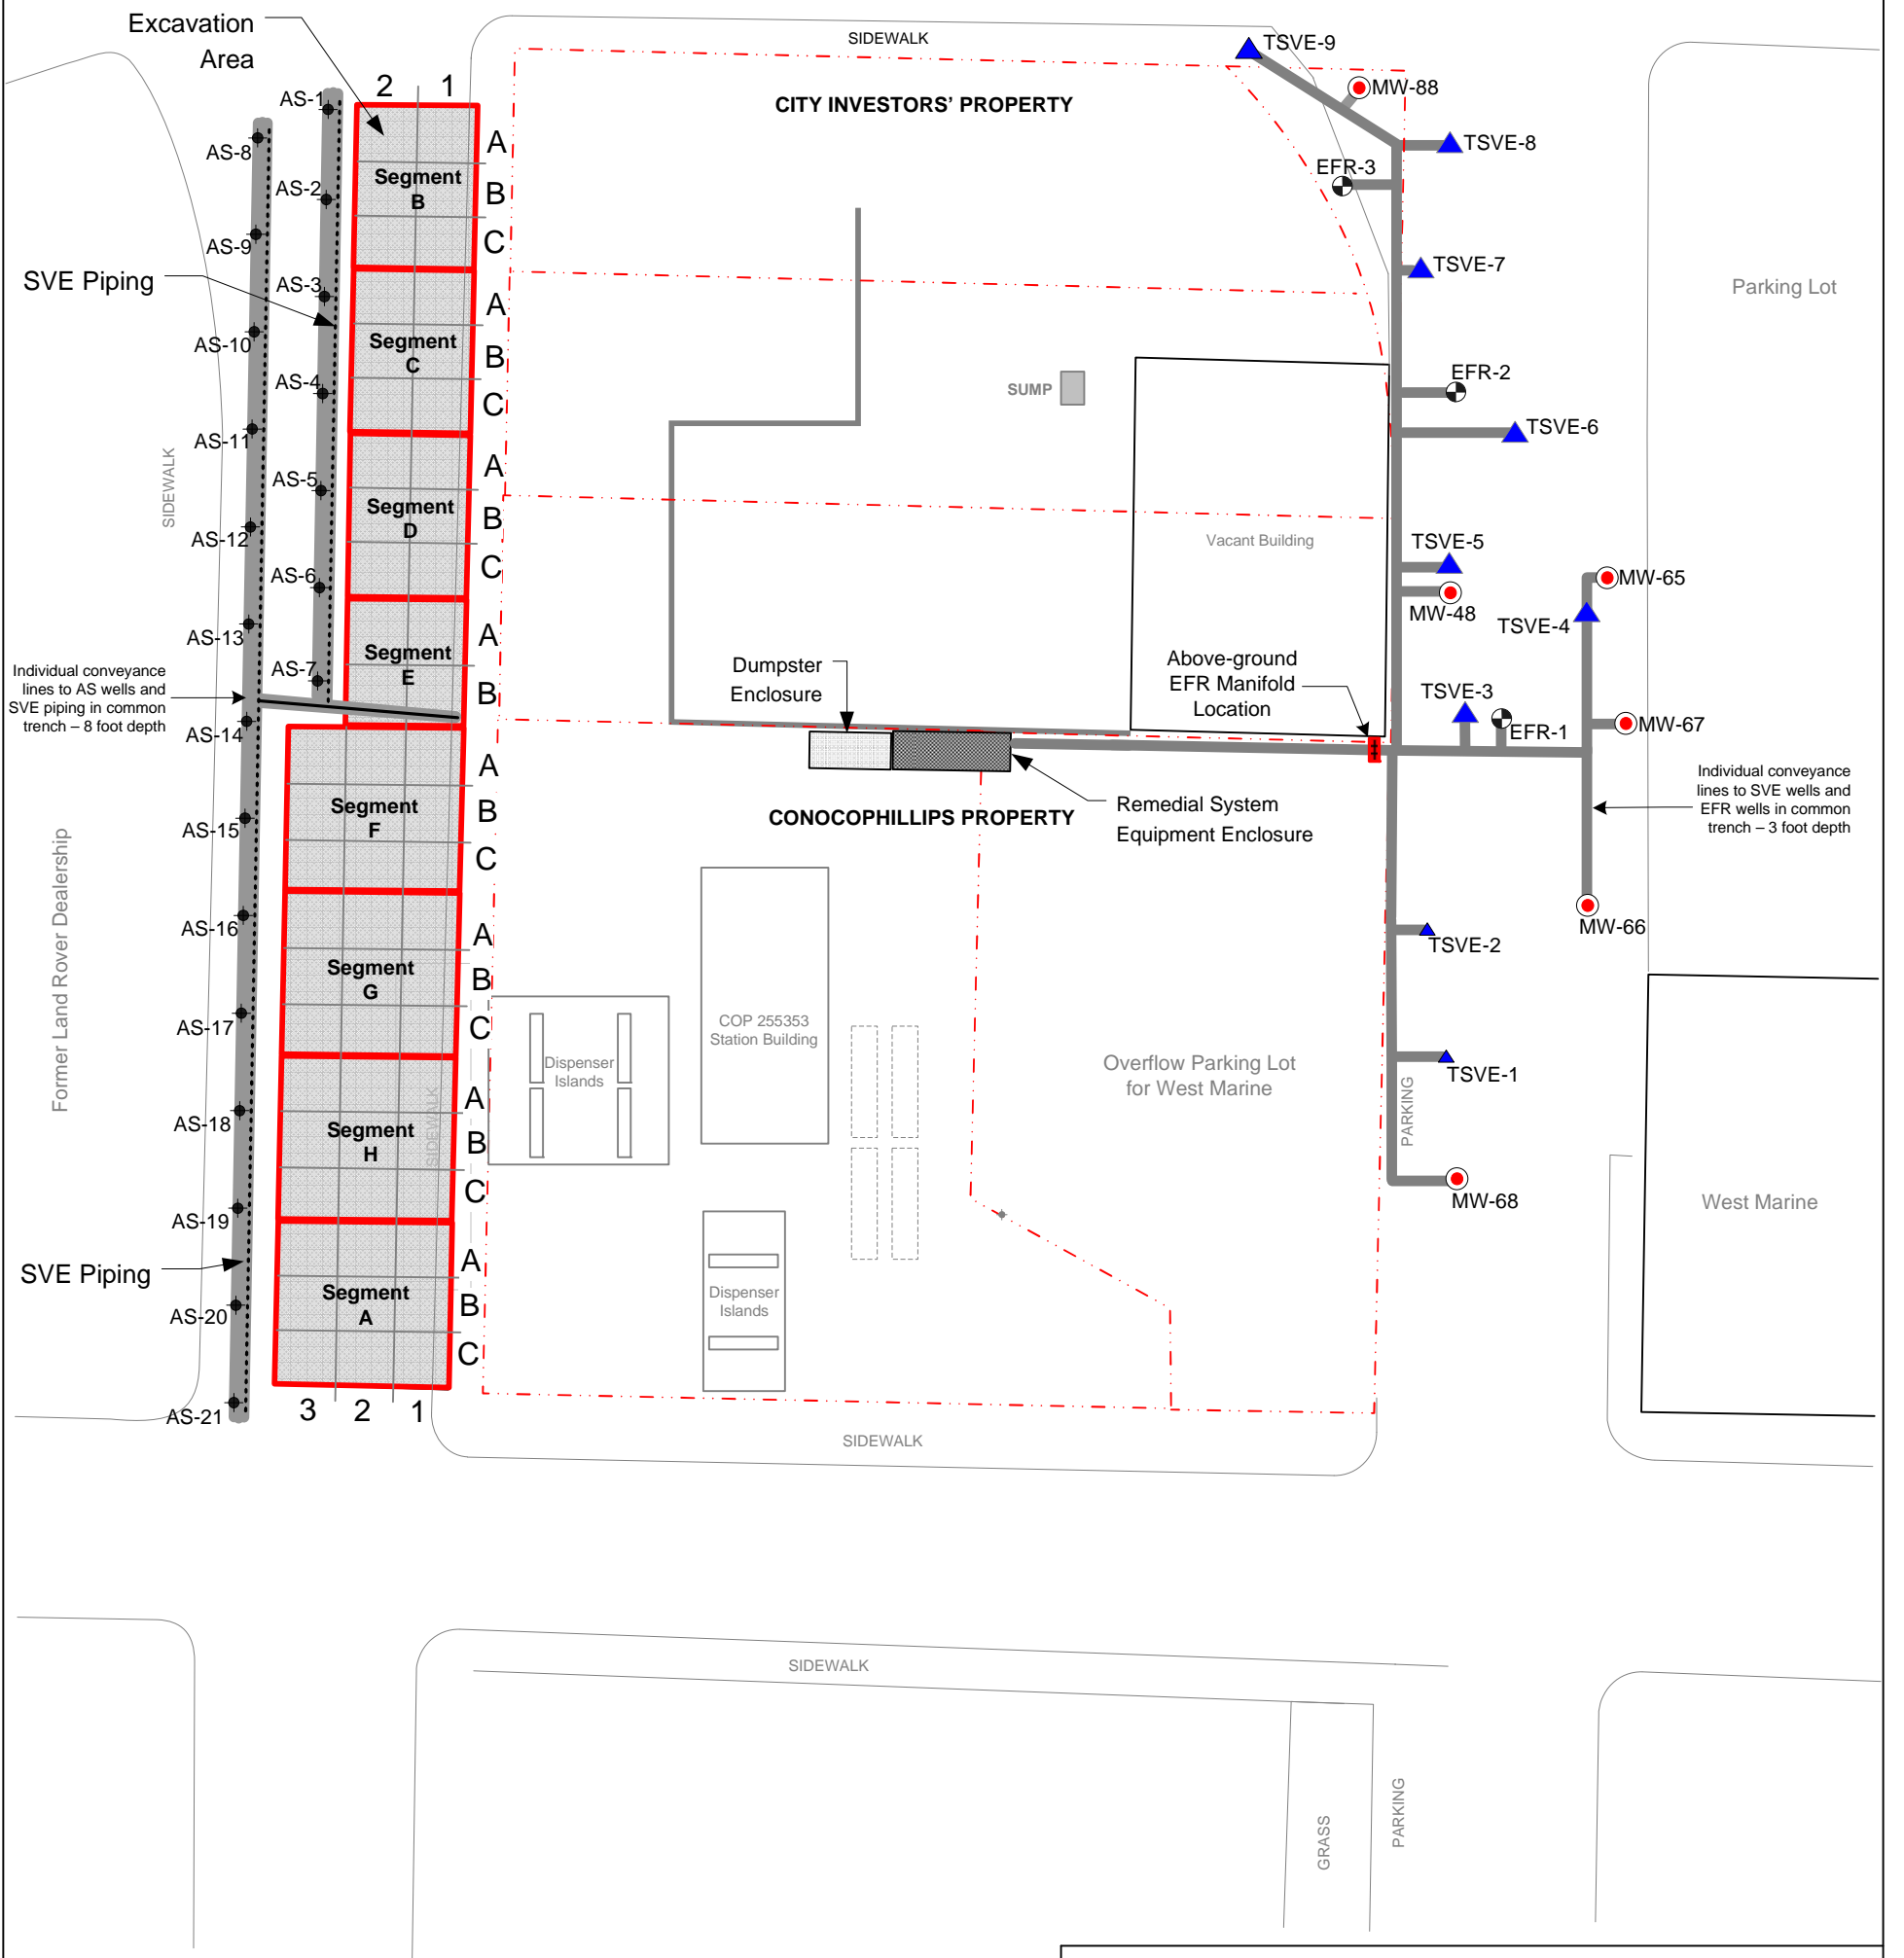 Excavation
Area
SIDEWALK
TSVE-9
2 1
AS-1
CITY INVESTORS' PROPERTY
MW-88
AS-8
A
TSVE-8
Segment
B
EFR-3
AS-2
B
AS-9
C
SVE Piping
AS-3
TSVE-7
Parking Lot
A
AS-10
Segment
C
B
AS-4
EFR-2
SUMP
C
AS-11
TSVE-6
SIDEWALK
A
AS-5
Segment
D
B
AS-12
Vacant Building
TSVE-5
C
AS-6
MW-65
MW-48
TSVE-4
AS-13
A
Segment
E
Individual conveyance
lines to AS wells and
SVE piping in common
trench – 8 foot depth
AS-7
B
Dumpster
Enclosure
Above-ground
EFR Manifold
Location
TSVE-3
EFR-1
MW-67
AS-14
A
Individual conveyance
lines to SVE wells and
EFR wells in common
trench – 3 foot depth
Segment
F
B
AS-15
CONOCOPHILLIPS PROPERTY
Remedial System
Equipment Enclosure
C
Former Land Rover Dealership
AS-16
A
MW-66
TSVE-2
Segment
G
B
AS-17
C
COP 255353
Station Building
Dispenser
Islands
Overflow Parking Lot
for West Marine
TSVE-1
PARKING
A
AS-18
Segment
H
SIDEWALK
B
C
MW-68
West Marine
AS-19
A
SVE Piping
Segment
A
B
Dispenser
Islands
AS-20
C
AS-21
3 2 1
SIDEWALK
SIDEWALK
GRASS
PARKING